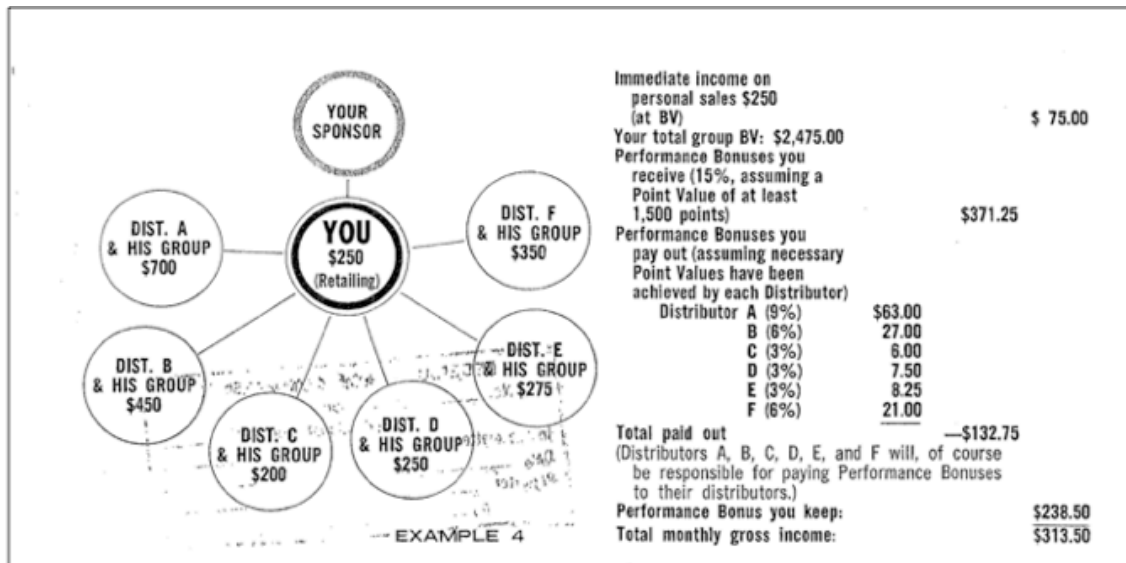 YOUR
SPONSOR
DIST. A
& HIS GROUP
$700
YOU
$250
(Retailing)
DIST. F
& HIS GROUP
$350
DIST. B
& HIS GROUP
$450
DIST. C
& HIS GROUP
$200
DIST. D
& HIS GROUP
$250
DIST. E
& HIS GROUP
$275
EXAMPLE 4
Immediate income on
personal sales $250
(at BV) $ 75.00
Your total group BV: $2,475.00
Performance Bonuses you
receive (15%, assuming a
Point Value of at least
1,500 points) $371.25
Performance Bonuses you
pay out (assuming necessary
Point Values have been
achieved by each Distributor)
Distributor A (9%) $63.00
B (6%) 27.00
C (3%) 6.00
D (3%) 7.50
E (3%) 8.25
F (6%) 21.00
Total paid out —$132.75
(Distributors A, B, C, D, E, and F will, of course
be responsible for paying Performance Bonuses
to their distributors.)
Performance Bonus you keep: $238.50
Total monthly gross income: $313.50